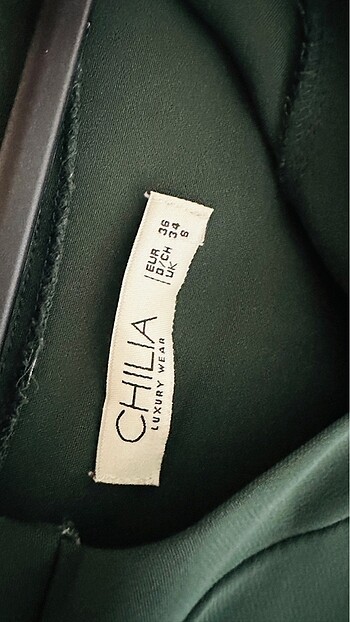 CHILIA
LUXURY WEAR
EUR 36
D/CH 34
UK 8